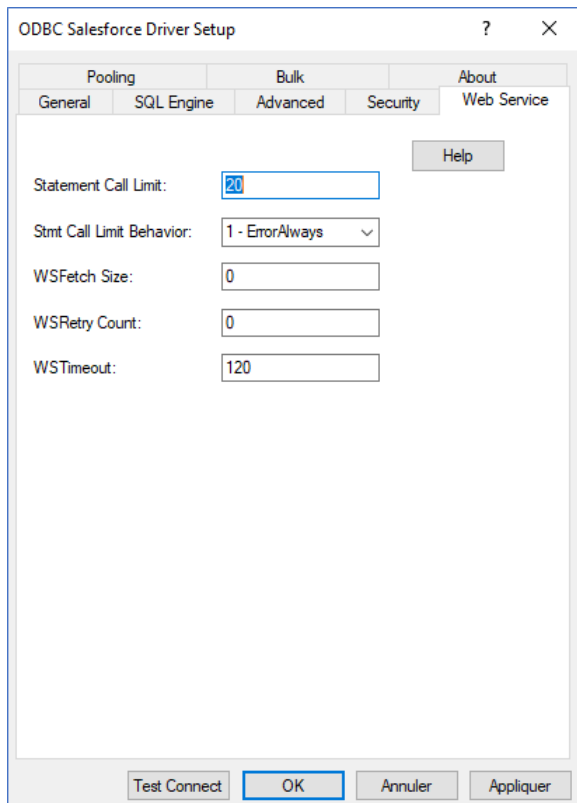 ODBC Salesforce Driver Setup ? ✕
Pooling Bulk About
General SQL Engine Advanced Security Web Service
Help
Statement Call Limit: 20
Stmt Call Limit Behavior: 1 - ErrorAlways
WSFetch Size: 0
WSRetry Count: 0
WSTimeout: 120
Test Connect OK Annuler Appliquer